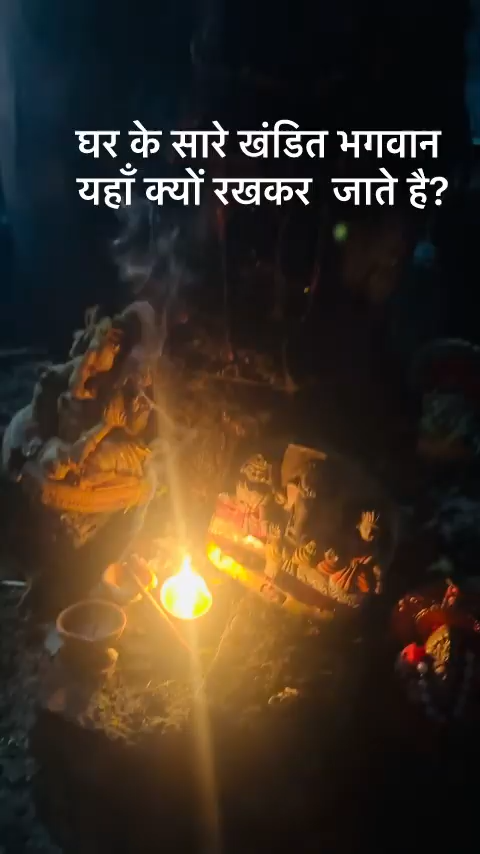 घर के सारे खंडित भगवान
यहाँ क्यों रखकर जाते है?